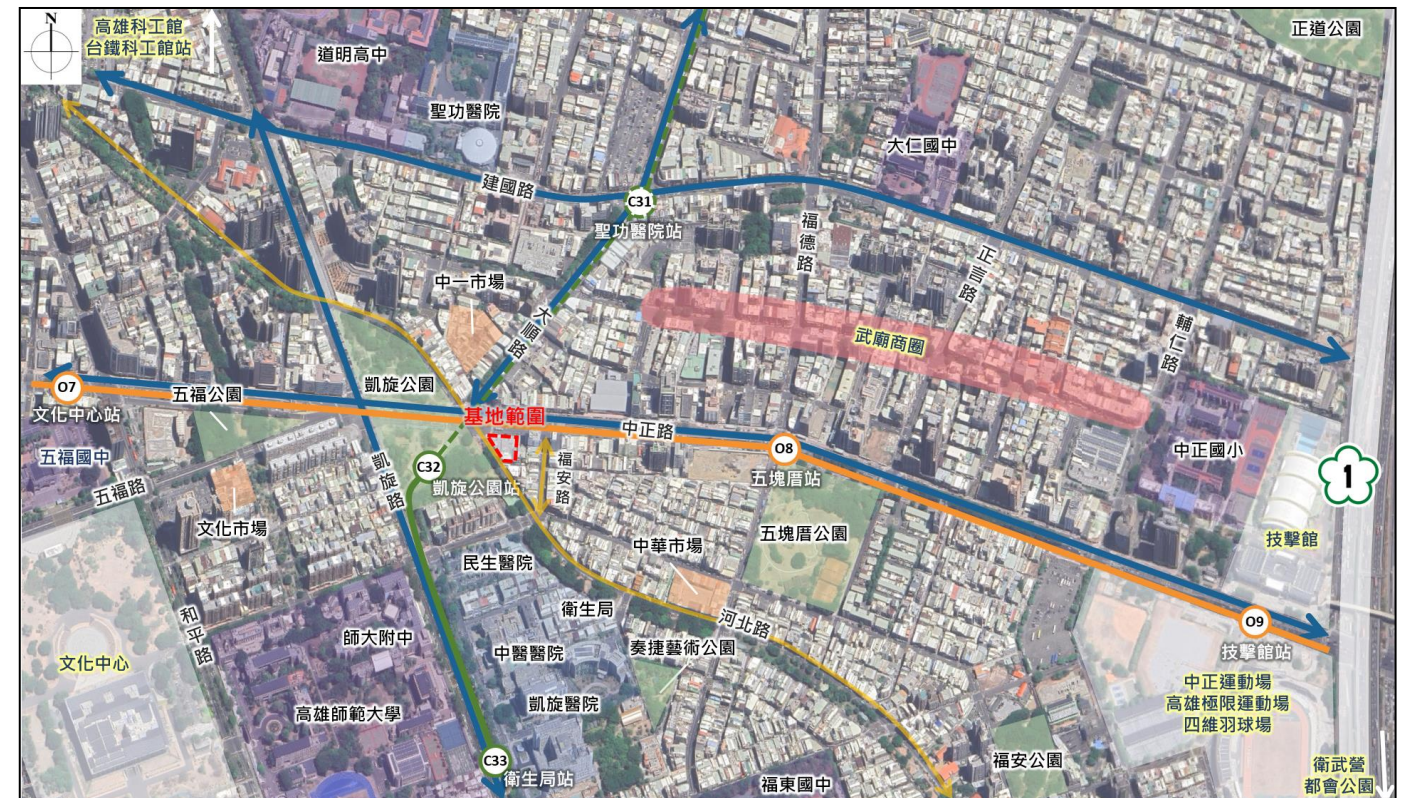 N
高雄科工館
台鐵科工館站
道明高中
正道公園
聖功醫院
大仁國中
建國路
C31
聖功醫院站
福德路
正言路
中一市場
大順路
武廟商圈
輔仁路
凱旋公園
O7
文化中心站
五福公園
基地範圍
中正路
O8
五塊厝站
中正國小
1
五福國中
五福路
凱旋路
C32
凱旋公園站
福安路
文化市場
技擊館
民生醫院
中華市場
五塊厝公園
衛生局
河北路
和平路
師大附中
中醫醫院
奏捷藝術公園
O9
技擊館站
文化中心
凱旋醫院
中正運動場
高雄極限運動場
四維羽球場
高雄師範大學
C33
衛生局站
福安公園
福東國中
衛武營
都會公園